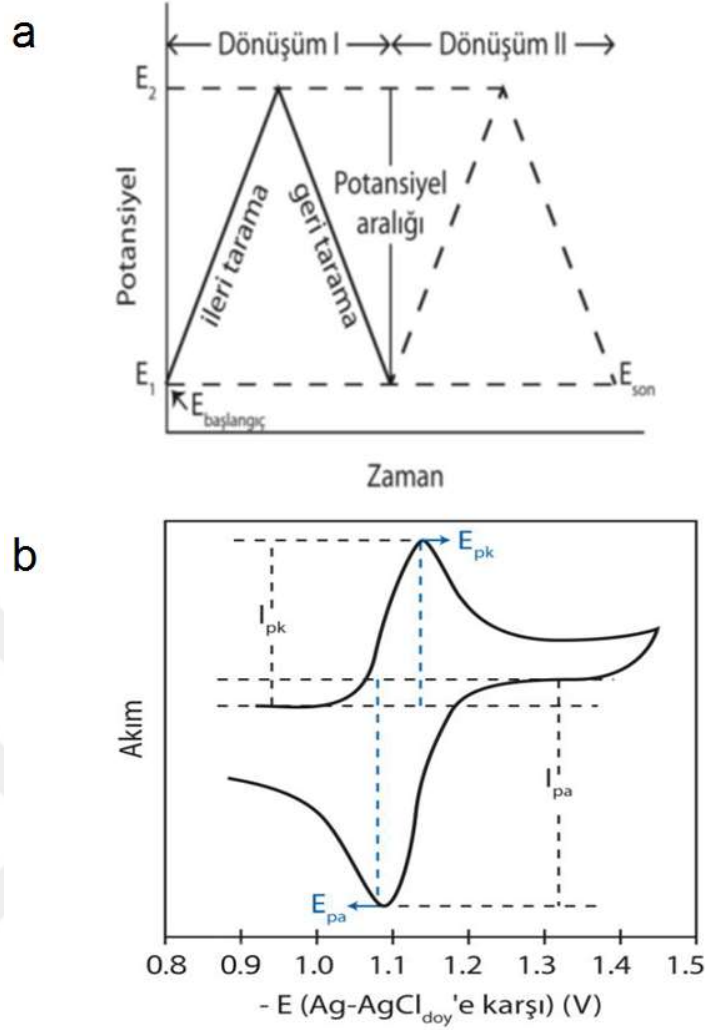 a
Dönüşüm I
Dönüşüm II
E2
Potansiyel
ileri tarama
geri tarama
Potansiyel
aralığı
E1
Ebaşlangıç
Eson
Zaman
b
Epk
Ipk
Akım
Ipa
Epa
0.8 0.9 1.0 1.1 1.2 1.3 1.4 1.5
- E (Ag-AgCldoy'e karşı) (V)